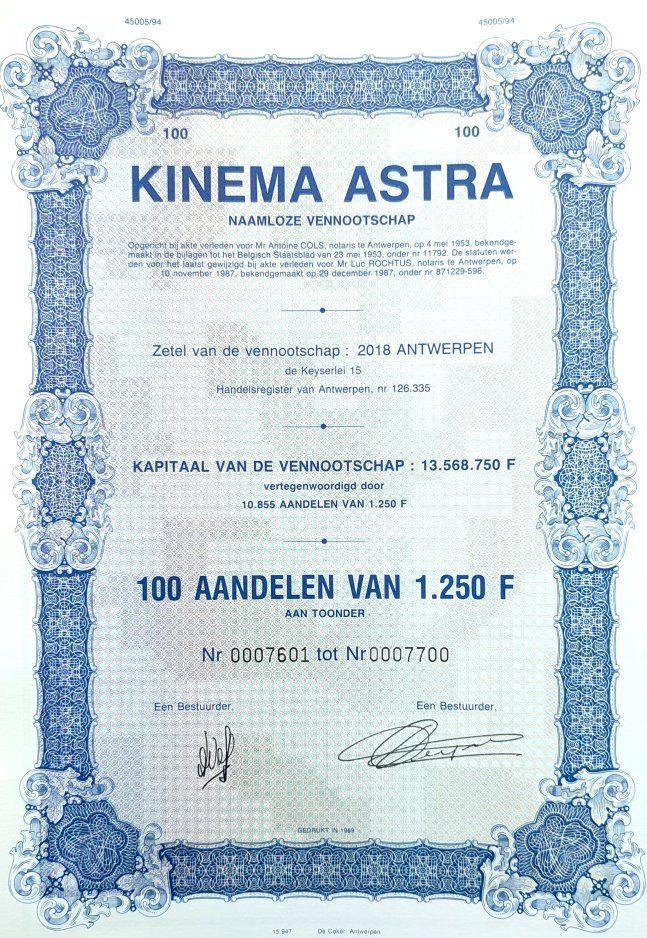 45005/94 45005/94
100 100
KINEMA ASTRA
NAAMLOZE VENNOOTSCHAP
Opgericht bij akte verleden voor Mr Antoine COLS, notaris te Antwerpen, op 4 mei 1953, bekendge-
maakt in de bijlagen tot het Belgisch Staatsblad van 23 mei 1953, onder nr 11792. De statuten wer-
den voor het laatst gewijzigd bij akte verleden voor Mr Luc ROCHTUS, notaris te Antwerpen, op
10 november 1987, bekendgemaakt op 29 december 1987, onder nr 871229-596.
Zetel van de vennootschap : 2018 ANTWERPEN
de Keyserlei 15
Handelsregister van Antwerpen, nr 126.335
KAPITAAL VAN DE VENNOOTSCHAP : 13.568.750 F
vertegenwoordigd door
10.855 AANDELEN VAN 1.250 F
100 AANDELEN VAN 1.250 F
AAN TOONDER
Nr 0007601 tot Nr 0007700
Een Bestuurder, Een Bestuurder,
GEDRUKT IN 1989
15.947 De Coker. Antwerpen